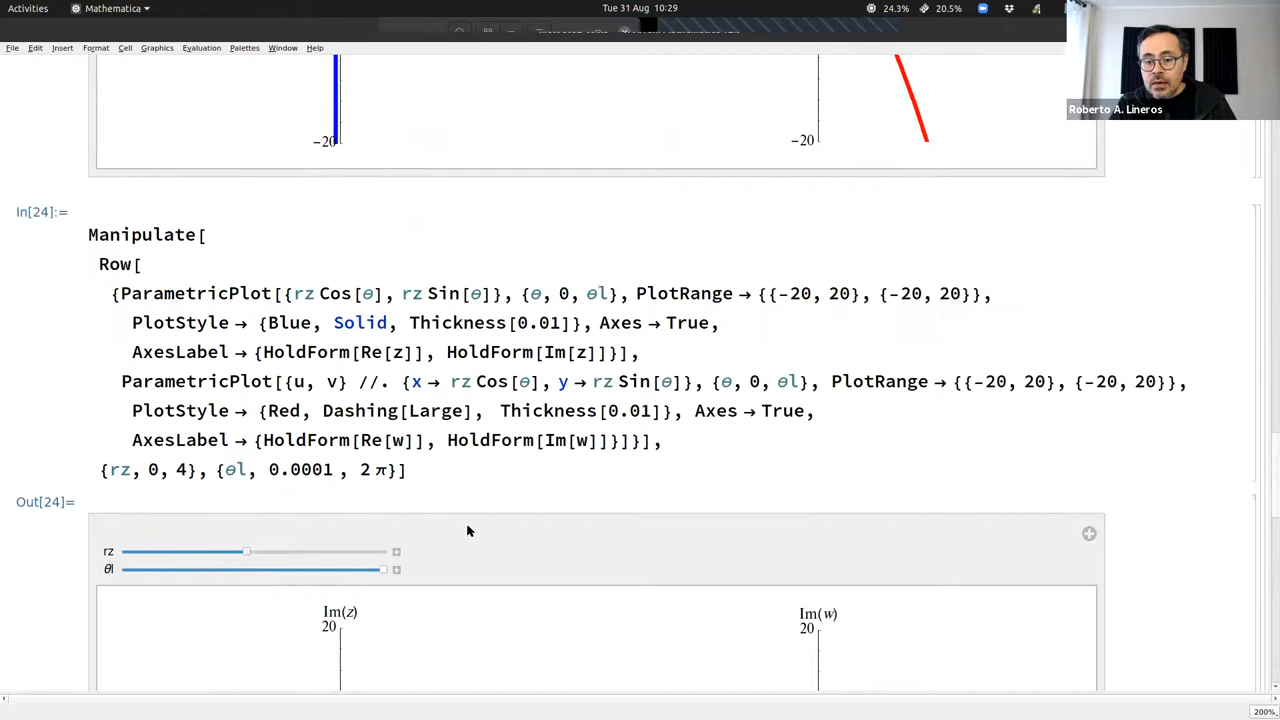 Activities Mathematica Tue 31 Aug 10:29 24.3% 20.5%
File Edit Insert Format Cell Graphics Evaluation Palettes Window Help
Roberto A. Lineros
-20 -20
In[24]:=
Manipulate[
Row[
{ParametricPlot[{rz Cos[θ], rz Sin[θ]}, {θ, 0, θl}, PlotRange → {{-20, 20}, {-20, 20}},
PlotStyle → {Blue, Solid, Thickness[0.01]}, Axes → True,
AxesLabel → {HoldForm[Re[z]], HoldForm[Im[z]]}],
ParametricPlot[{u, v} //. {x → rz Cos[θ], y → rz Sin[θ]}, {θ, 0, θl}, PlotRange → {{-20, 20}, {-20, 20}},
PlotStyle → {Red, Dashing[Large], Thickness[0.01]}, Axes → True,
AxesLabel → {HoldForm[Re[w]], HoldForm[Im[w]]}]}],
{rz, 0, 4}, {θl, 0.0001, 2 π}]
Out[24]=
rz
θl
Im(z) Im(w)
20 20
200%